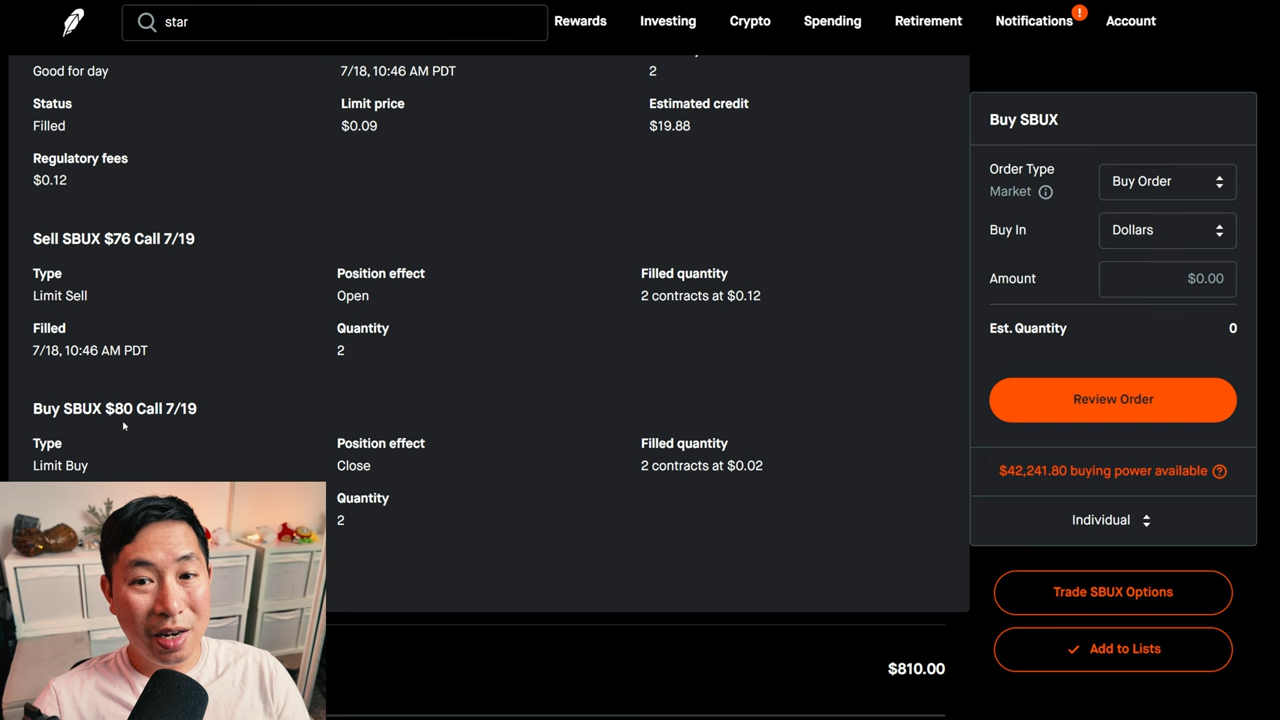 star
Rewards
Investing
Crypto
Spending
Retirement
Notifications
!
Account
Good for day
7/18, 10:46 AM PDT
2
Status
Limit price
Estimated credit
Filled
$0.09
$19.88
Regulatory fees
$0.12
Sell SBUX $76 Call 7/19
Type
Position effect
Filled quantity
Limit Sell
Open
2 contracts at $0.12
Filled
Quantity
7/18, 10:46 AM PDT
2
Buy SBUX $80 Call 7/19
Type
Position effect
Filled quantity
Limit Buy
Close
2 contracts at $0.02
Quantity
2
$810.00
Buy SBUX
Order Type
Market
Buy Order
Buy In
Dollars
Amount
$0.00
Est. Quantity
0
Review Order
$42,241.80 buying power available
Individual
Trade SBUX Options
Add to Lists